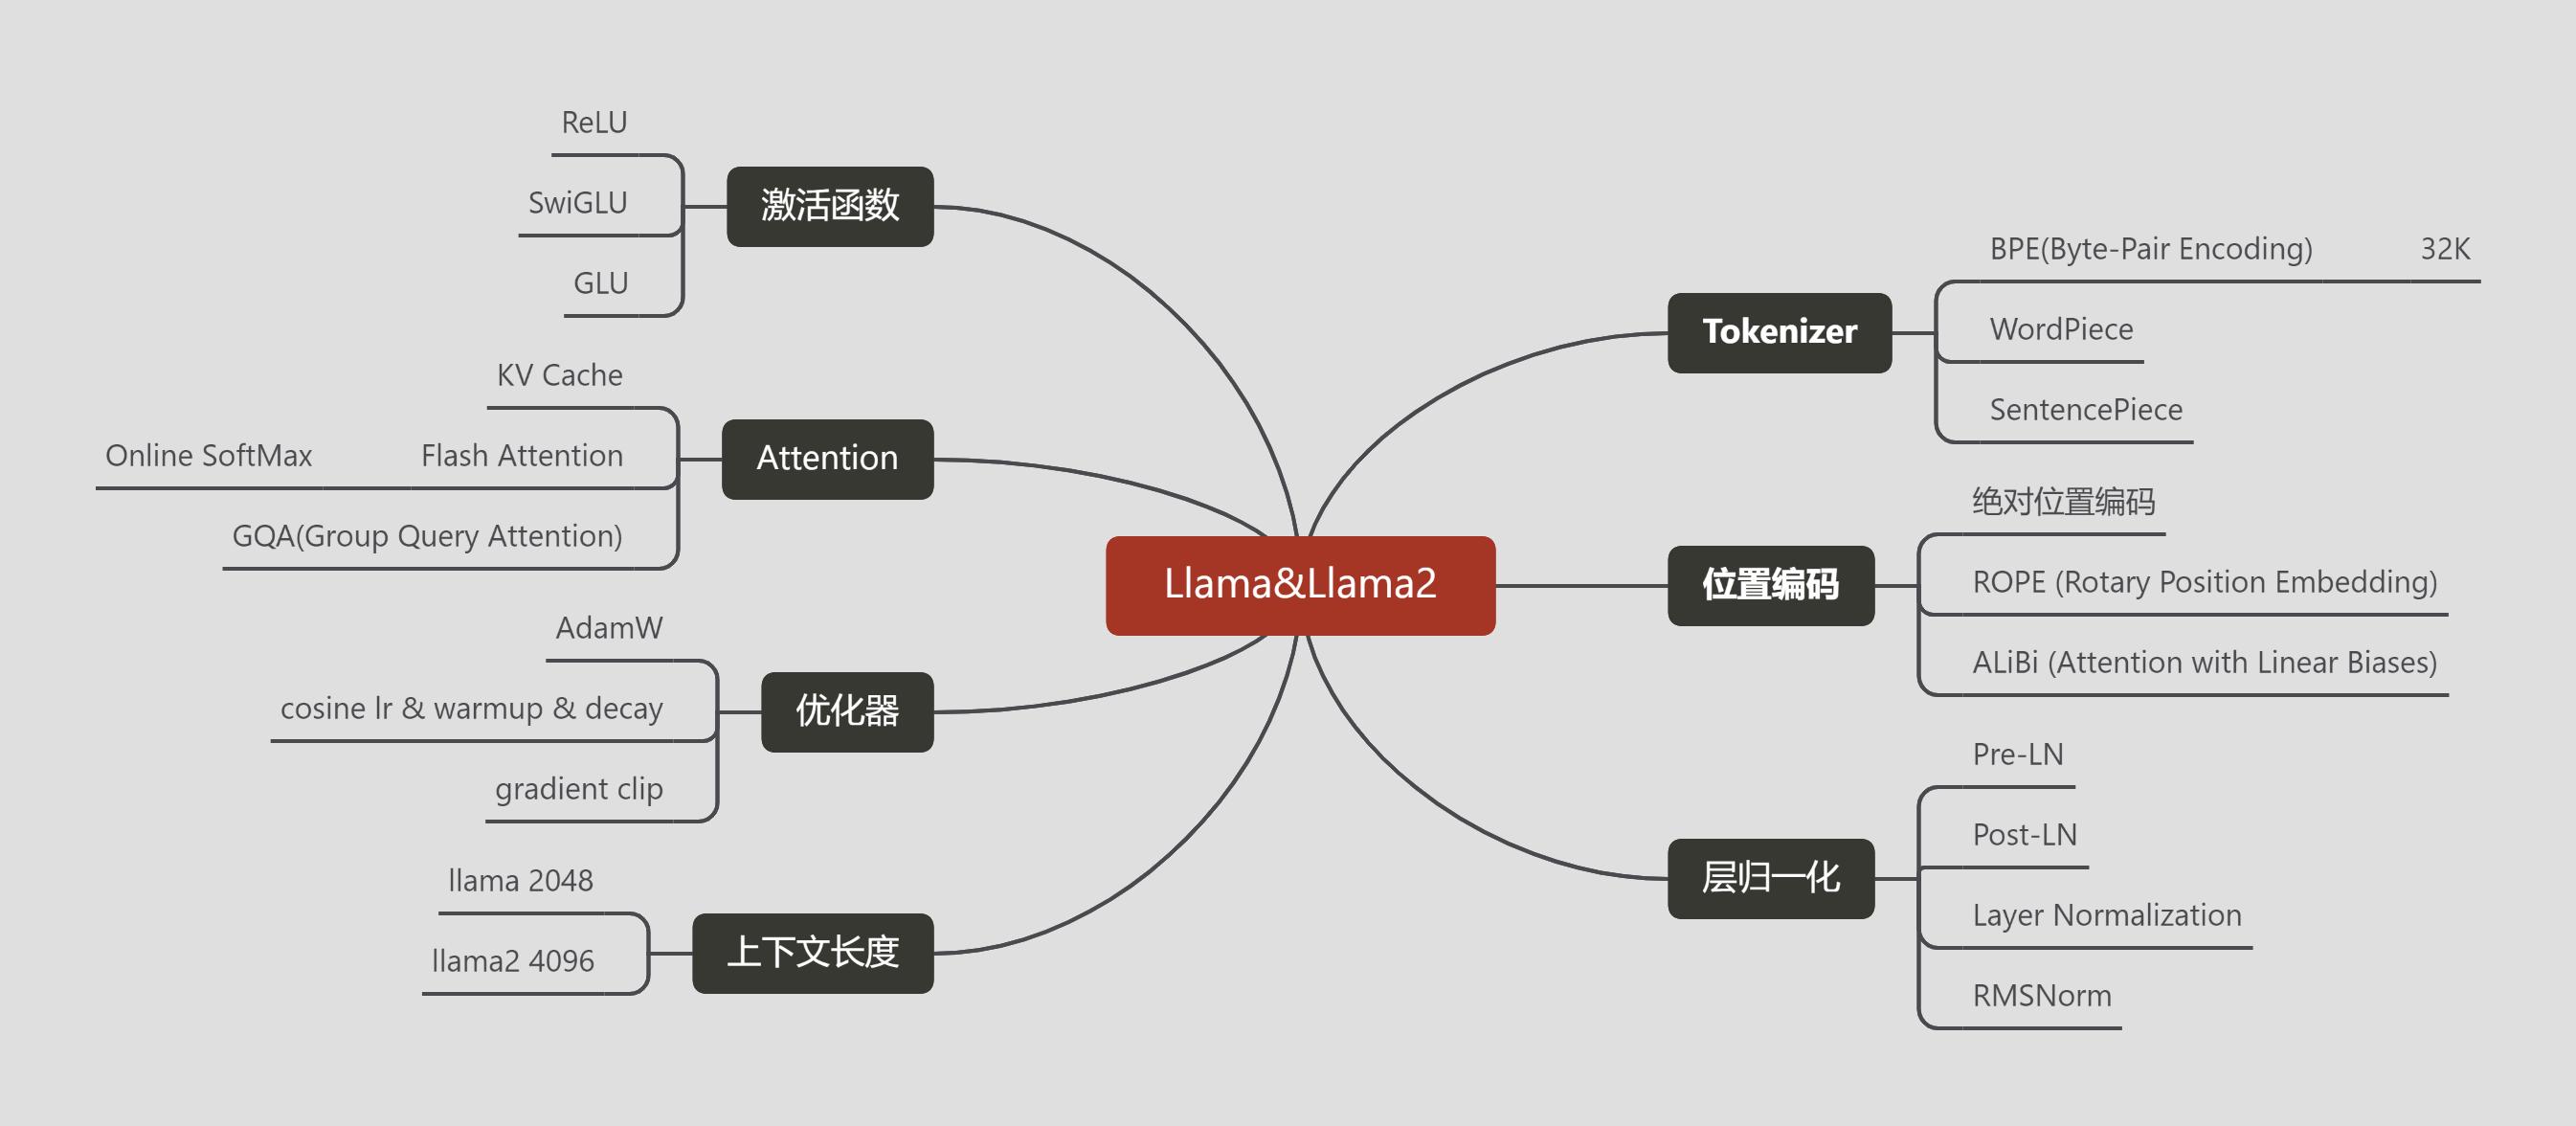 Llama&Llama2
Tokenizer
BPE(Byte-Pair Encoding)
32K
WordPiece
SentencePiece
位置编码
绝对位置编码
ROPE (Rotary Position Embedding)
ALiBi (Attention with Linear Biases)
层归一化
Pre-LN
Post-LN
Layer Normalization
RMSNorm
激活函数
ReLU
SwiGLU
GLU
Attention
KV Cache
Flash Attention
Online SoftMax
GQA(Group Query Attention)
优化器
AdamW
cosine lr & warmup & decay
gradient clip
上下文长度
llama 2048
llama2 4096